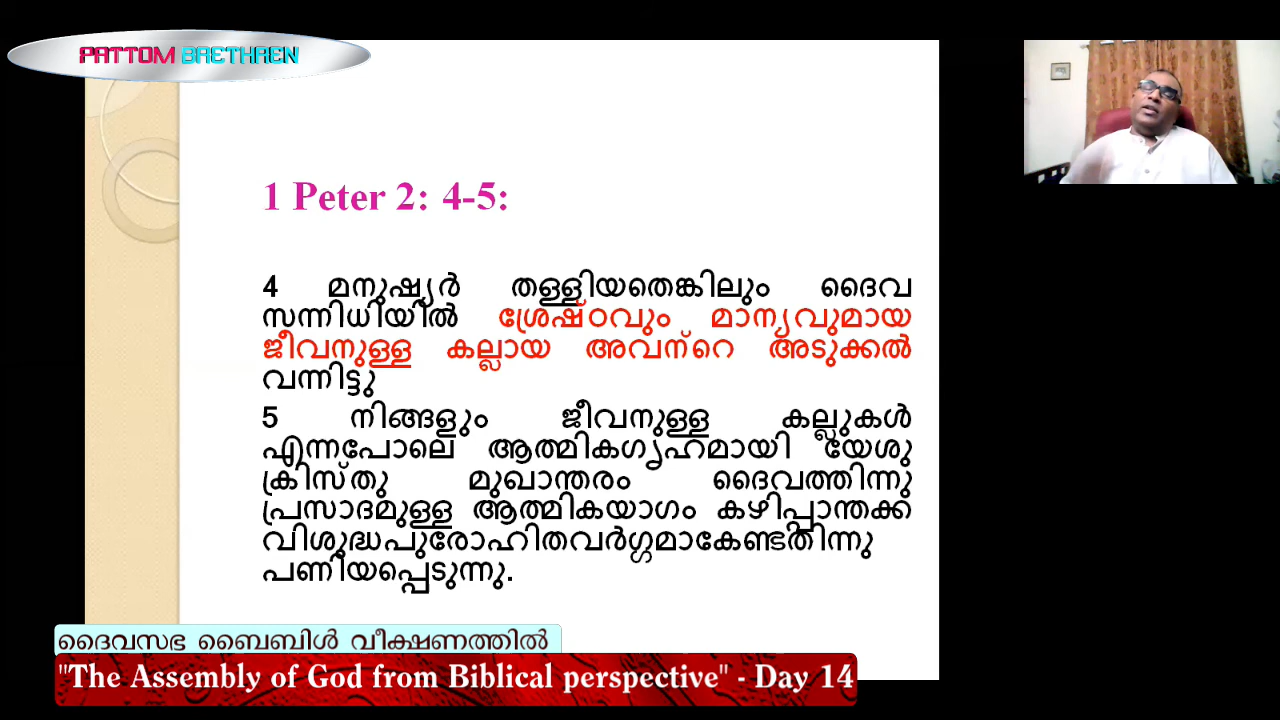 PATTOM BRETHREN
1 Peter 2: 4-5:
4 മനുഷ്യർ തള്ളിയതെങ്കിലും ദൈവ
സന്നിധിയിൽ ശ്രേഷ്ഠവും മാന്യവുമായ
ജീവനുള്ള കല്ലായ അവന്റെ അടുക്കൽ
വന്നിട്ടു
5 നിങ്ങളും ജീവനുള്ള കല്ലുകൾ
എന്നപോലെ ആത്മികഗൃഹമായി യേശു
ക്രിസ്തു മുഖാന്തരം ദൈവത്തിന്നു
പ്രസാദമുള്ള ആത്മികയാഗം കഴിപ്പാന്തക്ക
വിശുദ്ധപുരോഹിതവർഗ്ഗമാകേണ്ടതിന്നു
പണിയപ്പെടുന്നു.
ദൈവസഭ ബൈബിൾ വീക്ഷണത്തിൽ
"The Assembly of God from Biblical perspective" - Day 14